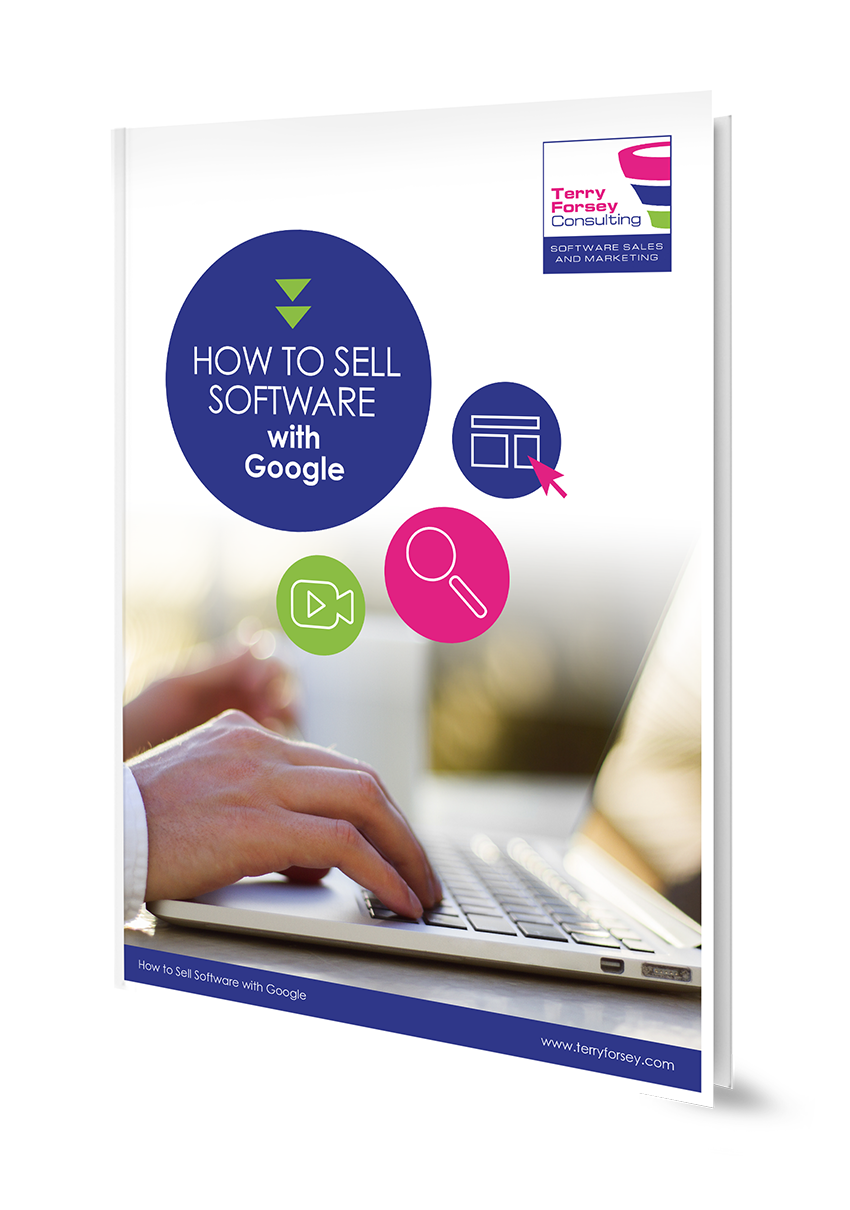 Terry
Forsey
Consulting
SOFTWARE SALES
AND MARKETING
HOW TO SELL
SOFTWARE
with
Google
How to Sell Software with Google
www.terryforsey.com